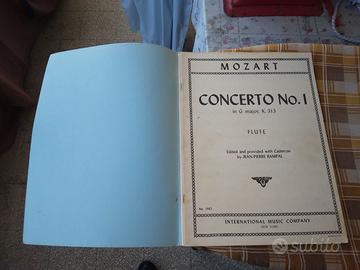 MOZART
CONCERTO No. 1
in G major, K. 313
FLUTE
Edited and provided with Cadenzas
by JEAN-PIERRE RAMPAL
INTERNATIONAL MUSIC COMPANY
NEW YORK
subito